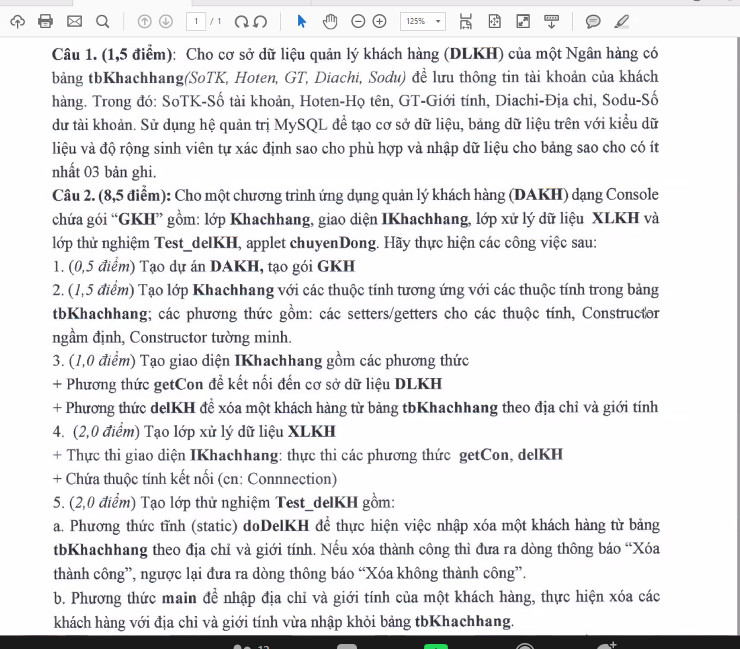 1 / 1
125%
Câu 1. (1,5 điểm): Cho cơ sở dữ liệu quản lý khách hàng (DLKH) của một Ngân hàng có
bảng tbKhachhang(SoTK, Hoten, GT, Diachi, Sodu) để lưu thông tin tài khoản của khách
hàng. Trong đó: SoTK-Số tài khoản, Hoten-Họ tên, GT-Giới tính, Diachi-Địa chỉ, Sodu-Số
dư tài khoản. Sử dụng hệ quản trị MySQL để tạo cơ sở dữ liệu, bảng dữ liệu trên với kiểu dữ
liệu và độ rộng sinh viên tự xác định sao cho phù hợp và nhập dữ liệu cho bảng sao cho có ít
nhất 03 bản ghi.
Câu 2. (8,5 điểm): Cho một chương trình ứng dụng quản lý khách hàng (DAKH) dạng Console
chứa gói “GKH” gồm: lớp Khachhang, giao diện IKhachhang, lớp xử lý dữ liệu XLKH và
lớp thử nghiệm Test_delKH, applet chuyenDong. Hãy thực hiện các công việc sau:
1. (0,5 điểm) Tạo dự án DAKH, tạo gói GKH
2. (1,5 điểm) Tạo lớp Khachhang với các thuộc tính tương ứng với các thuộc tính trong bảng
tbKhachhang; các phương thức gồm: các setters/getters cho các thuộc tính, Constructor
ngầm định, Constructor tường minh.
3. (1,0 điểm) Tạo giao diện IKhachhang gồm các phương thức
+ Phương thức getCon để kết nối đến cơ sở dữ liệu DLKH
+ Phương thức delKH để xóa một khách hàng từ bảng tbKhachhang theo địa chỉ và giới tính
4. (2,0 điểm) Tạo lớp xử lý dữ liệu XLKH
+ Thực thi giao diện IKhachhang: thực thi các phương thức getCon, delKH
+ Chứa thuộc tính kết nối (cn: Connnection)
5. (2,0 điểm) Tạo lớp thử nghiệm Test_delKH gồm:
a. Phương thức tĩnh (static) doDelKH để thực hiện việc nhập xóa một khách hàng từ bảng
tbKhachhang theo địa chỉ và giới tính. Nếu xóa thành công thì đưa ra dòng thông báo “Xóa
thành công”, ngược lại đưa ra dòng thông báo “Xóa không thành công”.
b. Phương thức main để nhập địa chỉ và giới tính của một khách hàng, thực hiện xóa các
khách hàng với địa chỉ và giới tính vừa nhập khỏi bảng tbKhachhang.